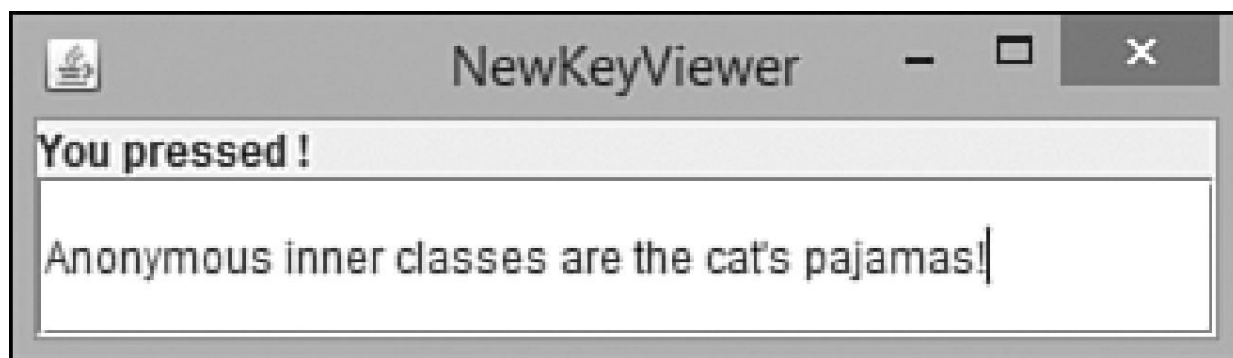 NewKeyViewer
You pressed !
Anonymous inner classes are the cat's pajamas!